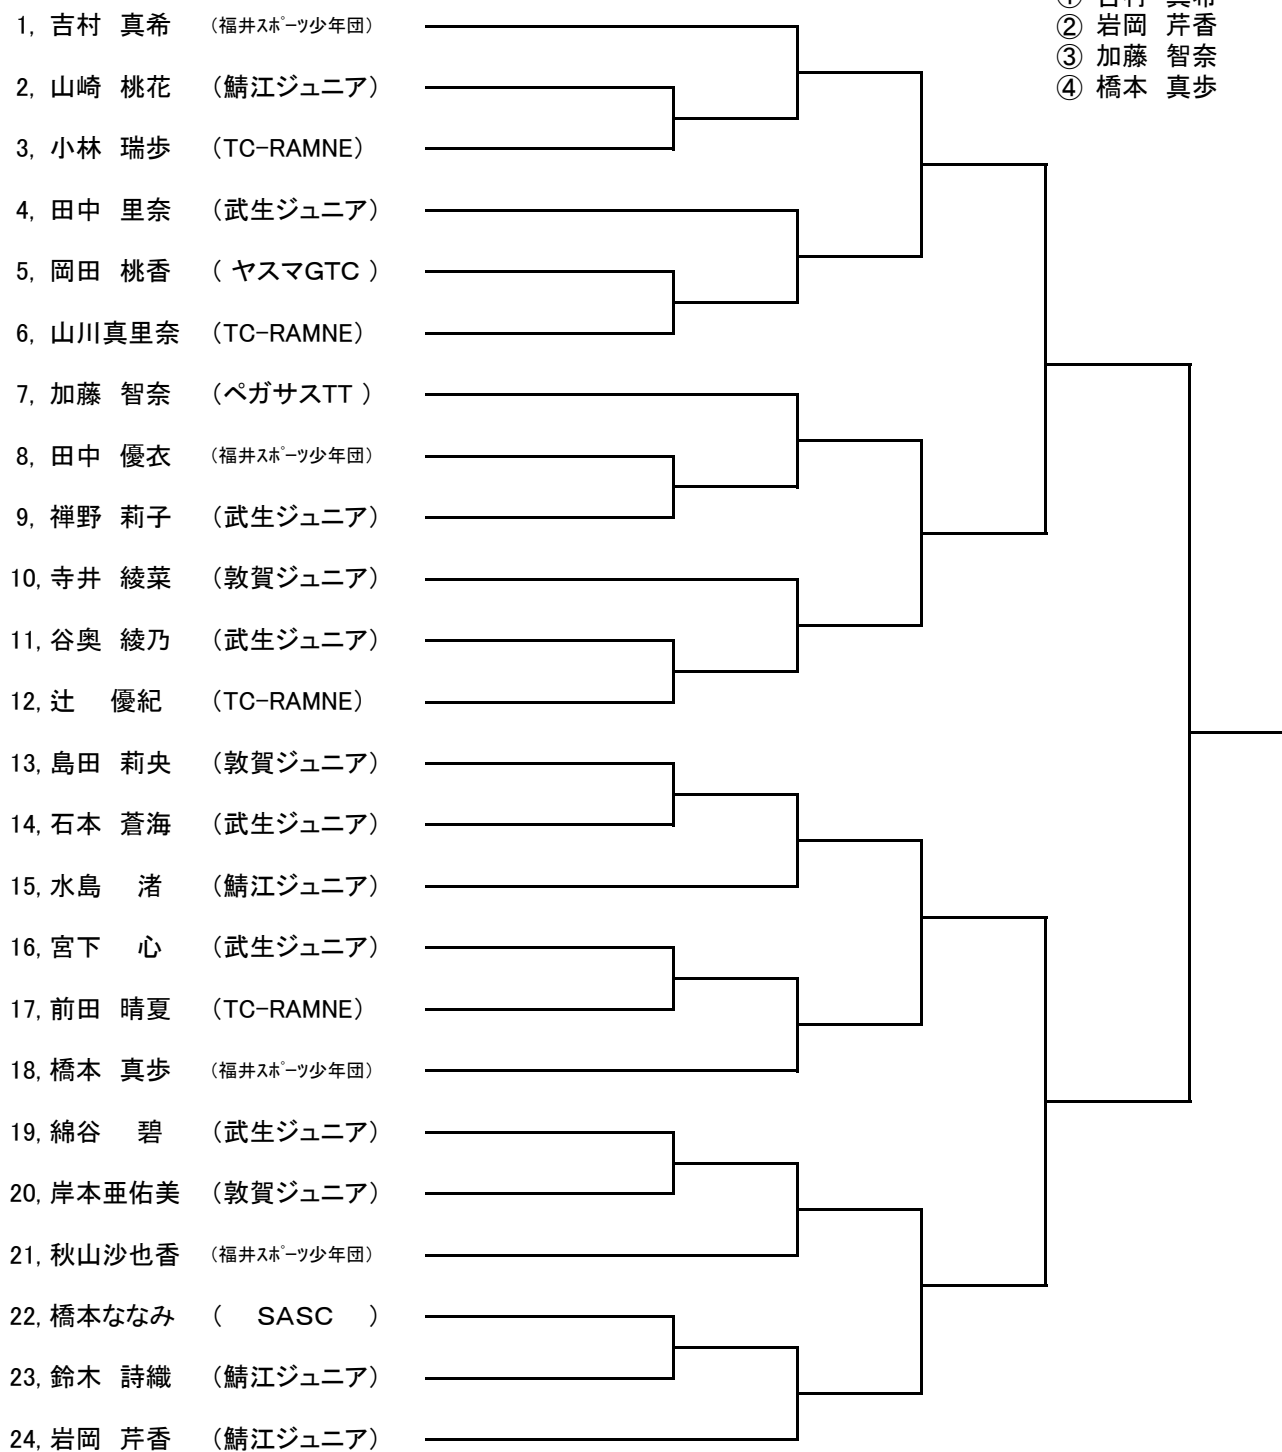 ① 吉村 真希
1, 吉村 真希 (福井ｽﾎﾟｰﾂ少年団)
② 岩岡 芹香
③ 加藤 智奈
2, 山崎 桃花 (鯖江ジュニア)
④ 橋本 真歩
3, 小林 瑞歩 (TC-RAMNE)
4, 田中 里奈 (武生ジュニア)
5, 岡田 桃香 ( ヤスマGTC )
6, 山川真里奈 (TC-RAMNE)
7, 加藤 智奈 (ペガサスTT )
8, 田中 優衣 (福井ｽﾎﾟｰﾂ少年団)
9, 禅野 莉子 (武生ジュニア)
10, 寺井 綾菜 (敦賀ジュニア)
11, 谷奥 綾乃 (武生ジュニア)
12, 辻 優紀 (TC-RAMNE)
13, 島田 莉央 (敦賀ジュニア)
14, 石本 蒼海 (武生ジュニア)
15, 水島 渚 (鯖江ジュニア)
16, 宮下 心 (武生ジュニア)
17, 前田 晴夏 (TC-RAMNE)
18, 橋本 真歩 (福井ｽﾎﾟｰﾂ少年団)
19, 綿谷 碧 (武生ジュニア)
20, 岸本亜佑美 (敦賀ジュニア)
21, 秋山沙也香 (福井ｽﾎﾟｰﾂ少年団)
22, 橋本ななみ ( SASC )
23, 鈴木 詩織 (鯖江ジュニア)
24, 岩岡 芹香 (鯖江ジュニア)